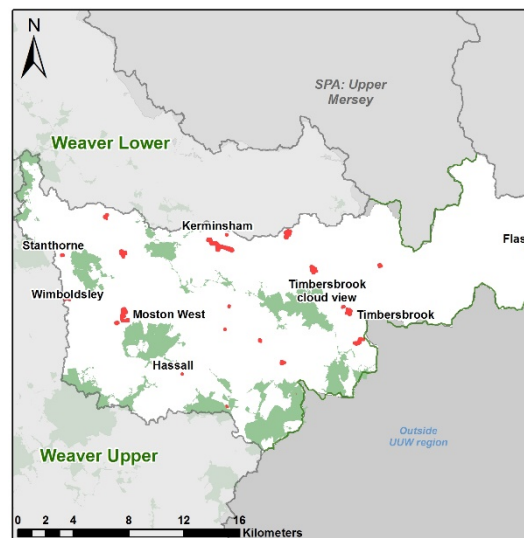 N
SPA: Upper
Mersey
Weaver Lower
Kerminsham
Flas
Stanthorne
Timbersbrook
cloud view
Wimboldsley
Moston West
Timbersbrook
Hassall
Outside
UUW region
Weaver Upper
0 2 4 8 12 16
Kilometers